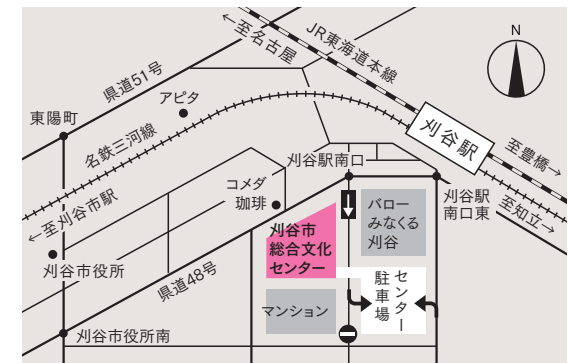 N
←至名古屋
JR東海道本線
県道51号
アピタ
東陽町
名鉄三河線
刈谷駅
至豊橋→
刈谷駅南口
コメダ
珈琲
←至刈谷市駅
刈谷駅
南口東
至知立→
バロー
みなくる
刈谷
刈谷市
総合文化
センター
刈谷市役所
県道48号
センター
駐車場
マンション
刈谷市役所南